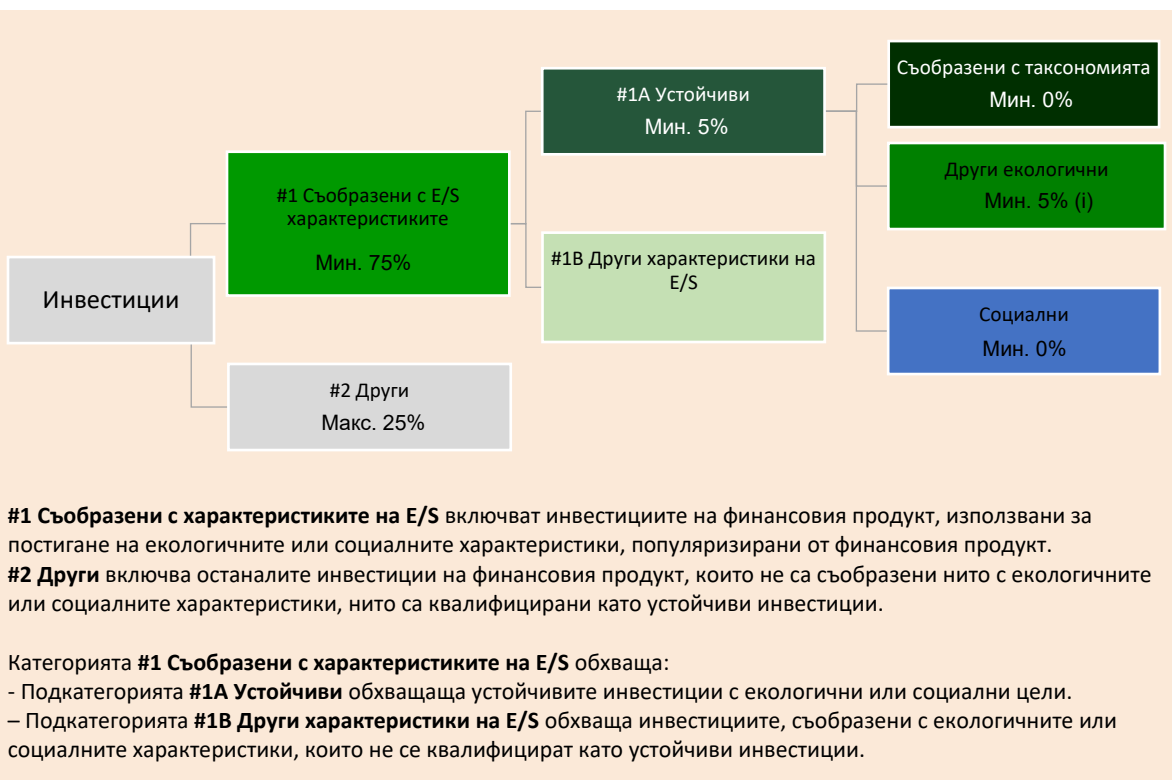 Съобразени с таксономията
Мин. 0%
#1A Устойчиви
Мин. 5%
Други екологични
Мин. 5% (i)
#1 Съобразени с E/S
характеристиките
Мин. 75%
#1B Други характеристики на
E/S
Инвестиции
Социални
Мин. 0%
#2 Други
Макс. 25%
#1 Съобразени с характеристиките на E/S включват инвестициите на финансовия продукт, използвани за
постигане на екологичните или социалните характеристики, популяризирани от финансовия продукт.
#2 Други включва останалите инвестиции на финансовия продукт, които не са съобразени нито с екологичните
или социалните характеристики, нито са квалифицирани като устойчиви инвестиции.
Категорията #1 Съобразени с характеристиките на E/S обхваща:
- Подкатегорията #1A Устойчиви обхващаща устойчивите инвестиции с екологични или социални цели.
– Подкатегорията #1B Други характеристики на E/S обхваща инвестициите, съобразени с екологичните или
социалните характеристики, които не се квалифицират като устойчиви инвестиции.